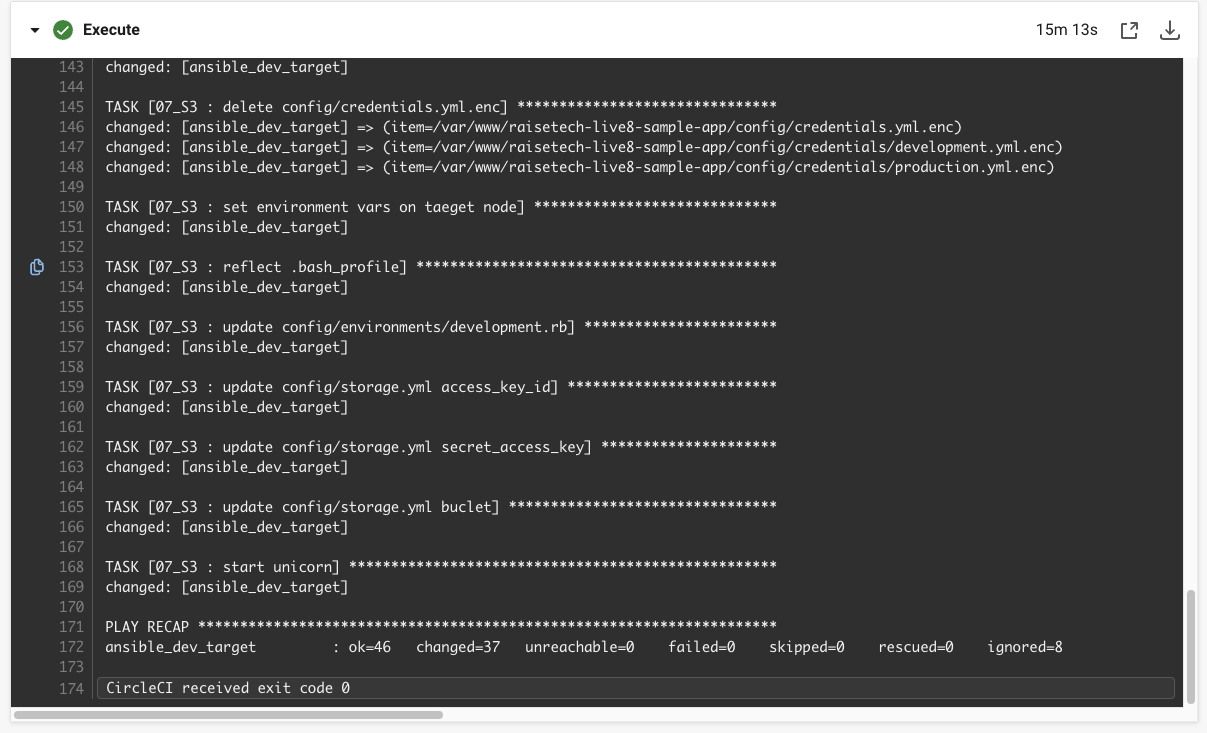 Execute 15m 13s
143 changed: [ansible_dev_target]
144
145 TASK [07_S3 : delete config/credentials.yml.enc] *******************************
146 changed: [ansible_dev_target] => (item=/var/www/raisetech-live8-sample-app/config/credentials.yml.enc)
147 changed: [ansible_dev_target] => (item=/var/www/raisetech-live8-sample-app/config/credentials/development.yml.enc)
148 changed: [ansible_dev_target] => (item=/var/www/raisetech-live8-sample-app/config/credentials/production.yml.enc)
149
150 TASK [07_S3 : set environment vars on taeget node] *****************************
151 changed: [ansible_dev_target]
152
153 TASK [07_S3 : reflect .bash_profile] *******************************************
154 changed: [ansible_dev_target]
155
156 TASK [07_S3 : update config/environments/development.rb] ***********************
157 changed: [ansible_dev_target]
158
159 TASK [07_S3 : update config/storage.yml access_key_id] *************************
160 changed: [ansible_dev_target]
161
162 TASK [07_S3 : update config/storage.yml secret_access_key] *********************
163 changed: [ansible_dev_target]
164
165 TASK [07_S3 : update config/storage.yml buclet] ********************************
166 changed: [ansible_dev_target]
167
168 TASK [07_S3 : start unicorn] ***************************************************
169 changed: [ansible_dev_target]
170
171 PLAY RECAP *********************************************************************
172 ansible_dev_target : ok=46 changed=37 unreachable=0 failed=0 skipped=0 rescued=0 ignored=8
173
174 CircleCI received exit code 0